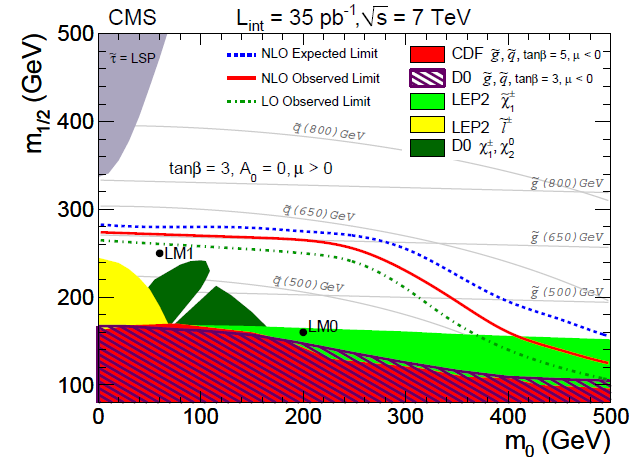 CMS L_int = 35 pb⁻¹, √s = 7 TeV
m_1/2 (GeV)
500
400
300
200
100
τ̃ = LSP
NLO Expected Limit
NLO Observed Limit
LO Observed Limit
CDF g̃, q̃, tanβ = 5, μ < 0
D0 g̃, q̃, tanβ = 3, μ < 0
LEP2 χ̃₁^±
LEP2 l̃^±
D0 χ₁^±, χ₂⁰
q̃ (800) GeV
tanβ = 3, A₀ = 0, μ > 0
g̃ (800) GeV
q̃ (650) GeV
g̃ (650) GeV
LM1
q̃ (500) GeV
g̃ (500) GeV
LM0
0 100 200 300 400 500
m₀ (GeV)